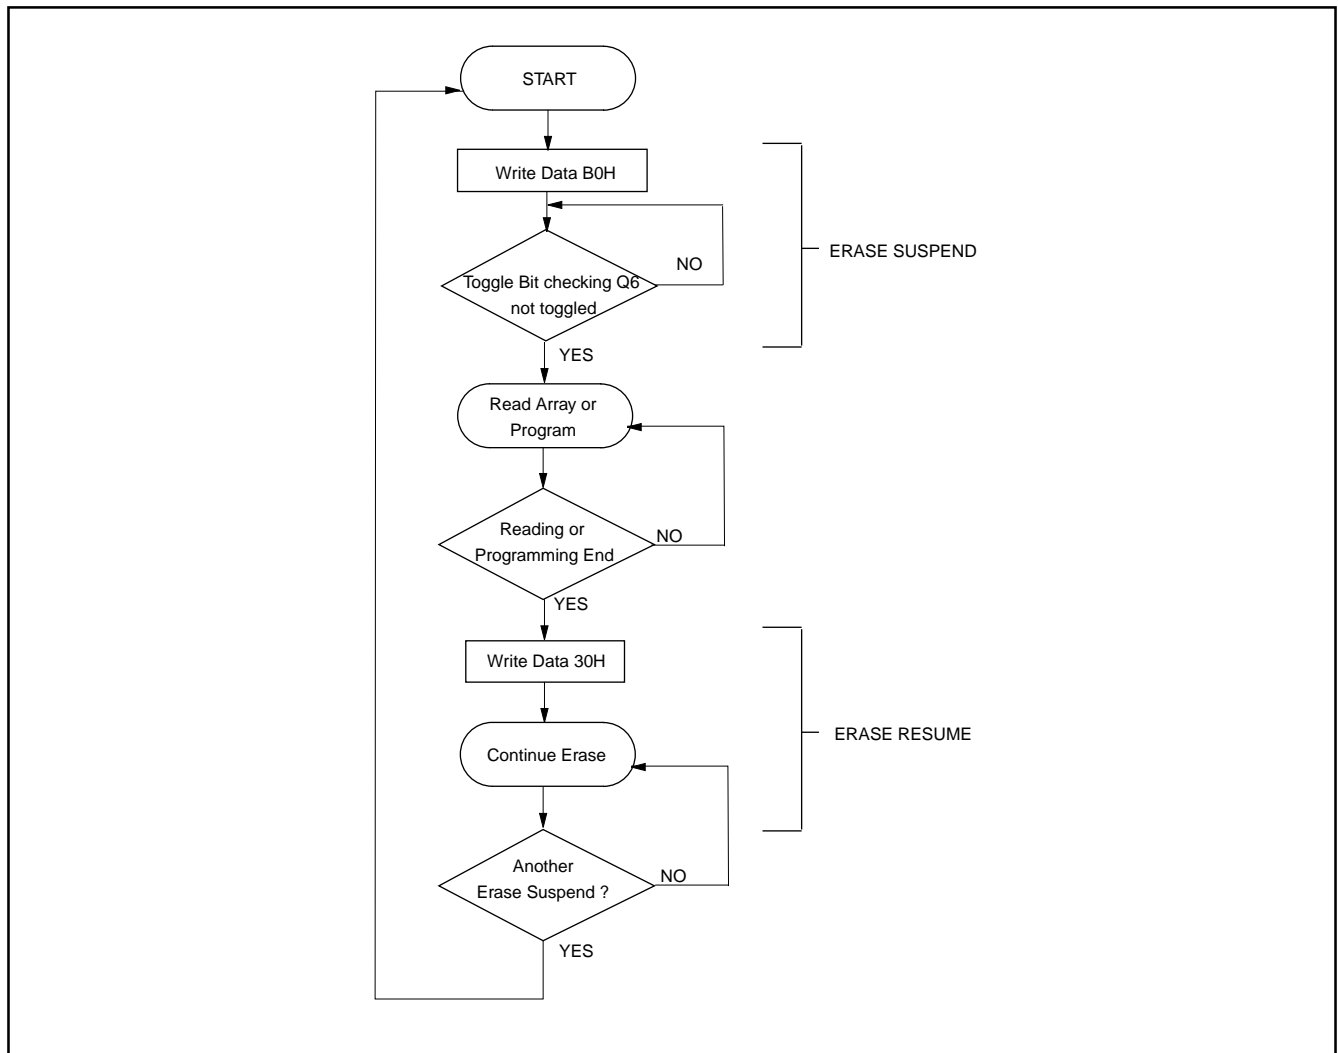 START
Write Data B0H
ERASE SUSPEND
NO
Toggle Bit checking Q6
not toggled
YES
Read Array or
Program
Reading or
Programming End
NO
YES
Write Data 30H
ERASE RESUME
Continue Erase
Another
Erase Suspend ?
NO
YES